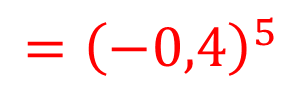 = (−0,4)⁵